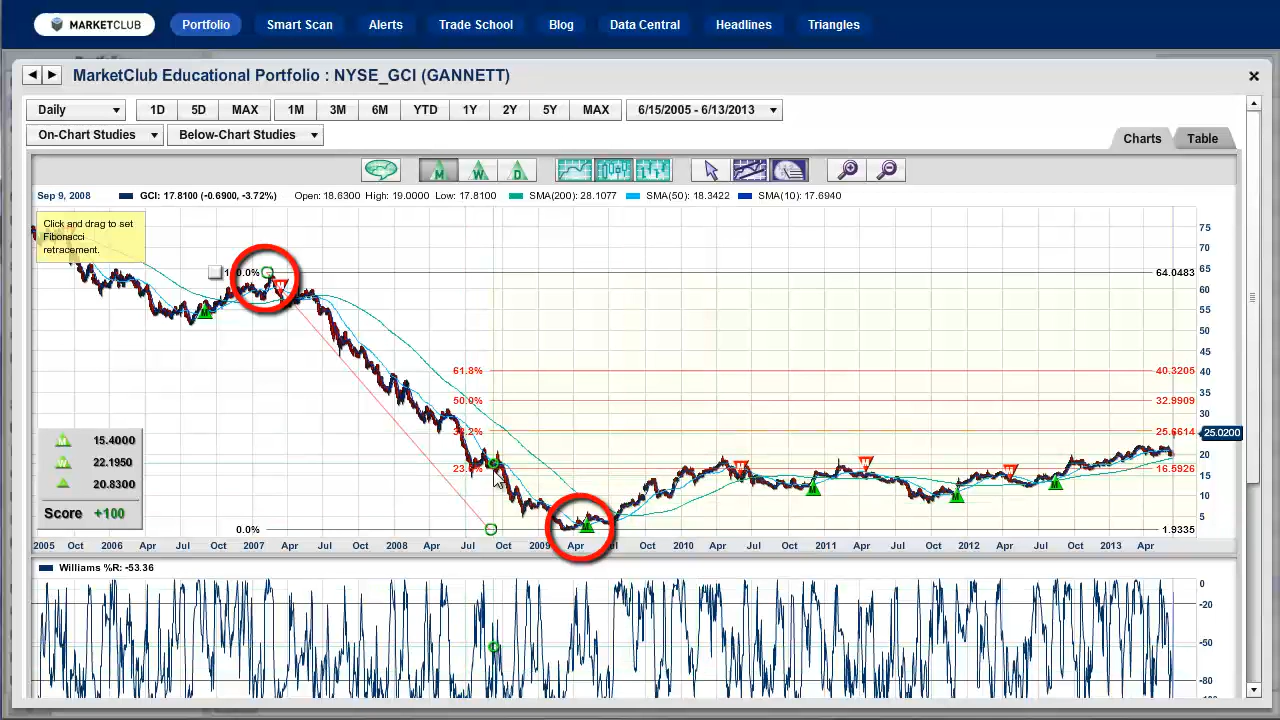 MARKETCLUB Portfolio Smart Scan Alerts Trade School Blog Data Central Headlines Triangles
MarketClub Educational Portfolio : NYSE_GCI (GANNETT)
Daily 1D 5D MAX 1M 3M 6M YTD 1Y 2Y 5Y MAX 6/15/2005 - 6/13/2013
On-Chart Studies Below-Chart Studies Charts Table
M W D
Sep 9, 2008 GCI: 17.8100 (-0.6900, -3.72%) Open: 18.6300 High: 19.0000 Low: 17.8100 SMA(200): 28.1077 SMA(50): 18.3422 SMA(10): 17.6940
Click and drag to set
Fibonacci
retracement.
75
70
65
64.0483
60
55
50
45
61.8% 40.3205
40
35
50.0% 32.9909
30
25.0200
20
15
10
5
0.0% 1.9335
M 15.4000
W 22.1950
20.8300
Score +100
2005 Oct 2006 Apr Jul Oct 2007 Apr Jul Oct 2008 Apr Jul Oct 2009 Apr Oct 2010 Apr Jul Oct 2011 Apr Jul Oct 2012 Apr Jul Oct 2013 Apr
Williams %R: -53.36
0
-20
-50
-80